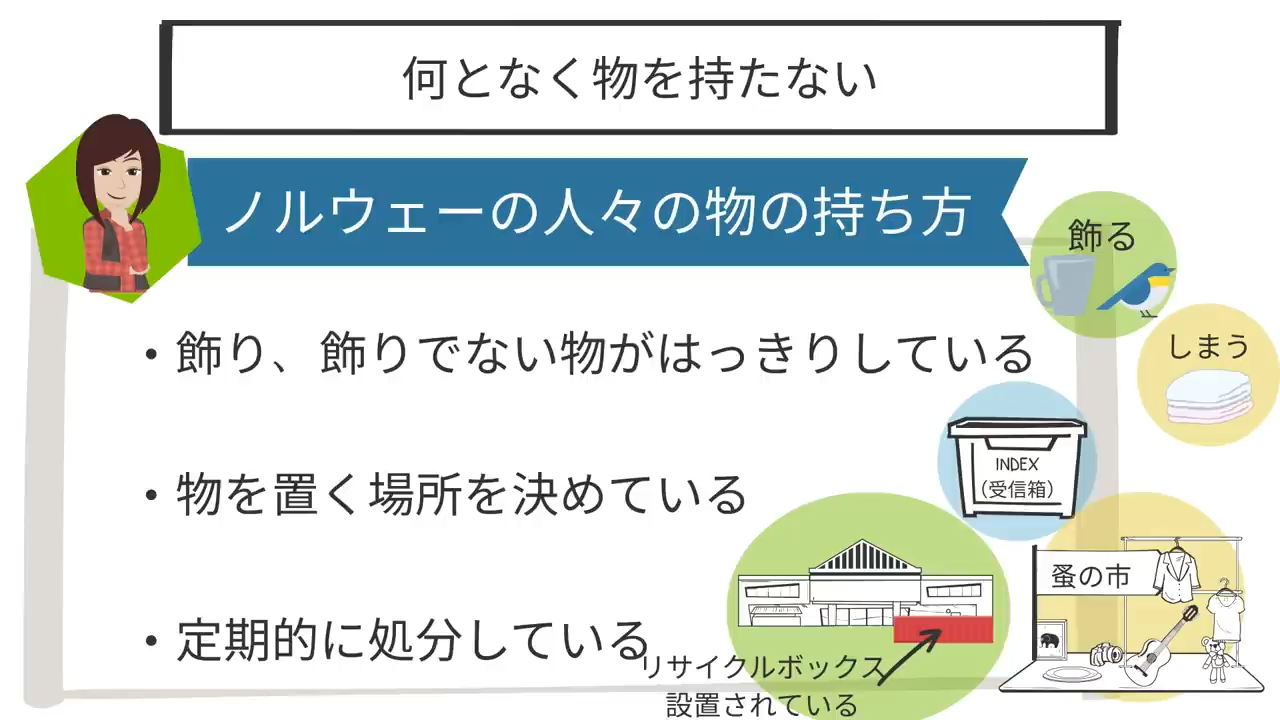 何となく物を持たない
ノルウェーの人々の物の持ち方
飾る
しまう
・飾り、飾りでない物がはっきりしている
INDEX
(受信箱)
・物を置く場所を決めている
蚤の市
・定期的に処分している
リサイクルボックス
設置されている